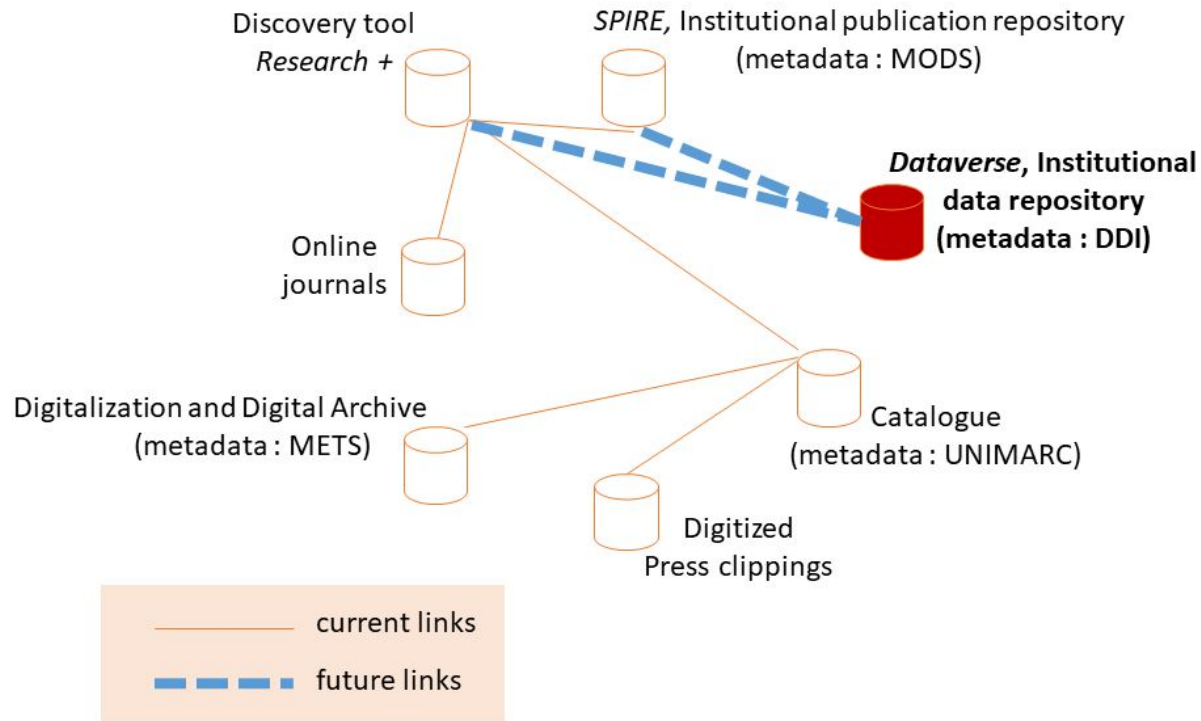 Discovery tool
Research +
SPIRE, Institutional publication repository
(metadata : MODS)
Dataverse, Institutional
data repository
(metadata : DDI)
Online
journals
Digitalization and Digital Archive
(metadata : METS)
Catalogue
(metadata : UNIMARC)
Digitized
Press clippings
current links
future links